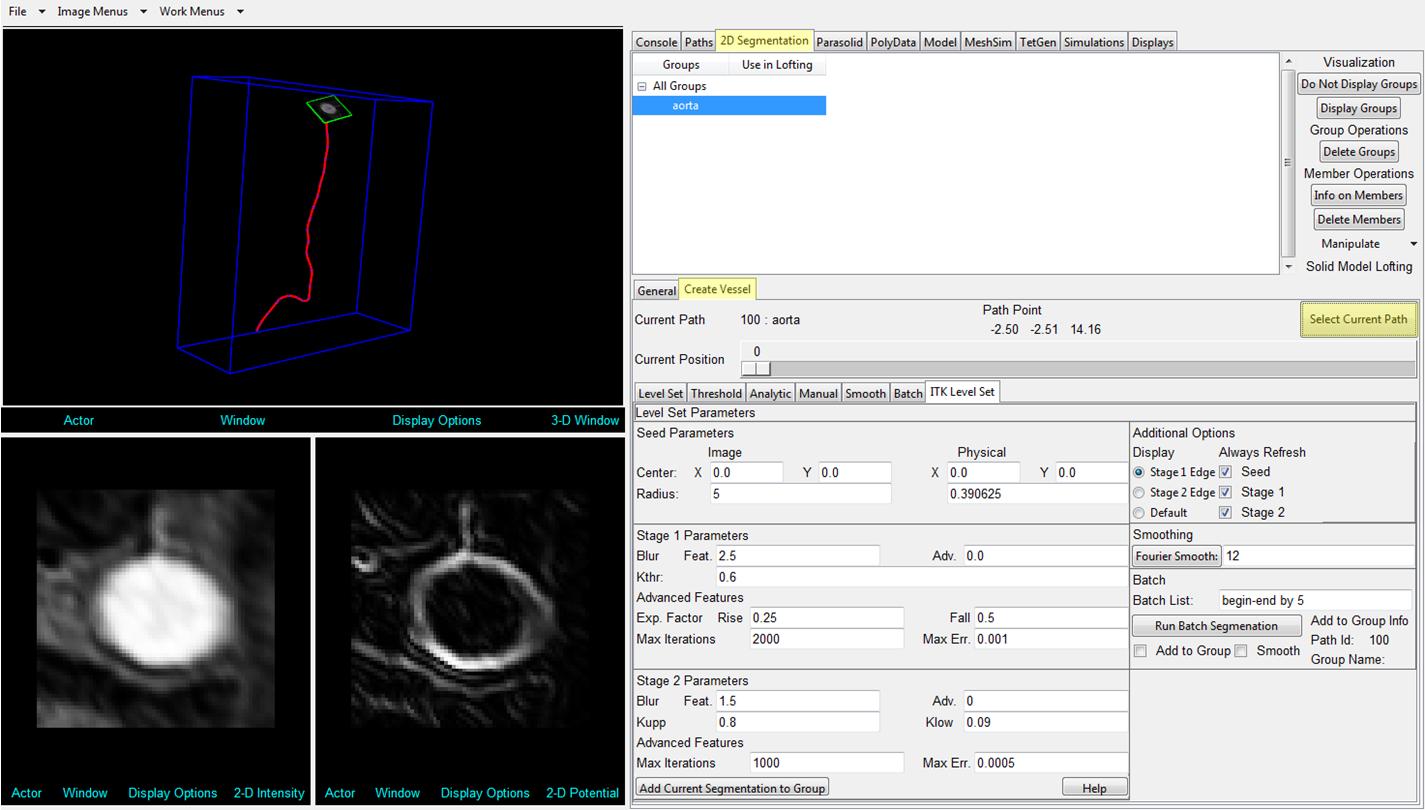 File Image Menus Work Menus
Console Paths 2D Segmentation Parasolid PolyData Model MeshSim TetGen Simulations Displays
Groups Use in Lofting
All Groups
aorta
Visualization
Do Not Display Groups
Display Groups
Group Operations
Delete Groups
Member Operations
Info on Members
Delete Members
Manipulate
Solid Model Lofting
General Create Vessel
Current Path 100 : aorta
Path Point
-2.50 -2.51 14.16
Select Current Path
Current Position 0
Level Set Threshold Analytic Manual Smooth Batch ITK Level Set
Level Set Parameters
Seed Parameters
Image Physical
Center: X 0.0 Y 0.0 X 0.0 Y 0.0
Radius: 5 0.390625
Stage 1 Parameters
Blur Feat. 2.5 Adv. 0.0
Kthr: 0.6
Advanced Features
Exp. Factor Rise 0.25 Fall 0.5
Max Iterations 2000 Max Err. 0.001
Stage 2 Parameters
Blur Feat. 1.5 Adv. 0
Kupp 0.8 Klow 0.09
Advanced Features
Max Iterations 1000 Max Err. 0.0005
Add Current Segmentation to Group Help
Additional Options
Display Always Refresh
Stage 1 Edge Seed
Stage 2 Edge Stage 1
Default Stage 2
Smoothing
Fourier Smooth: 12
Batch
Batch List: begin-end by 5
Run Batch Segmenation
Add to Group Smooth
Add to Group Info
Path Id: 100
Group Name:
Actor Window Display Options 3-D Window
Actor Window Display Options 2-D Intensity
Actor Window Display Options 2-D Potential